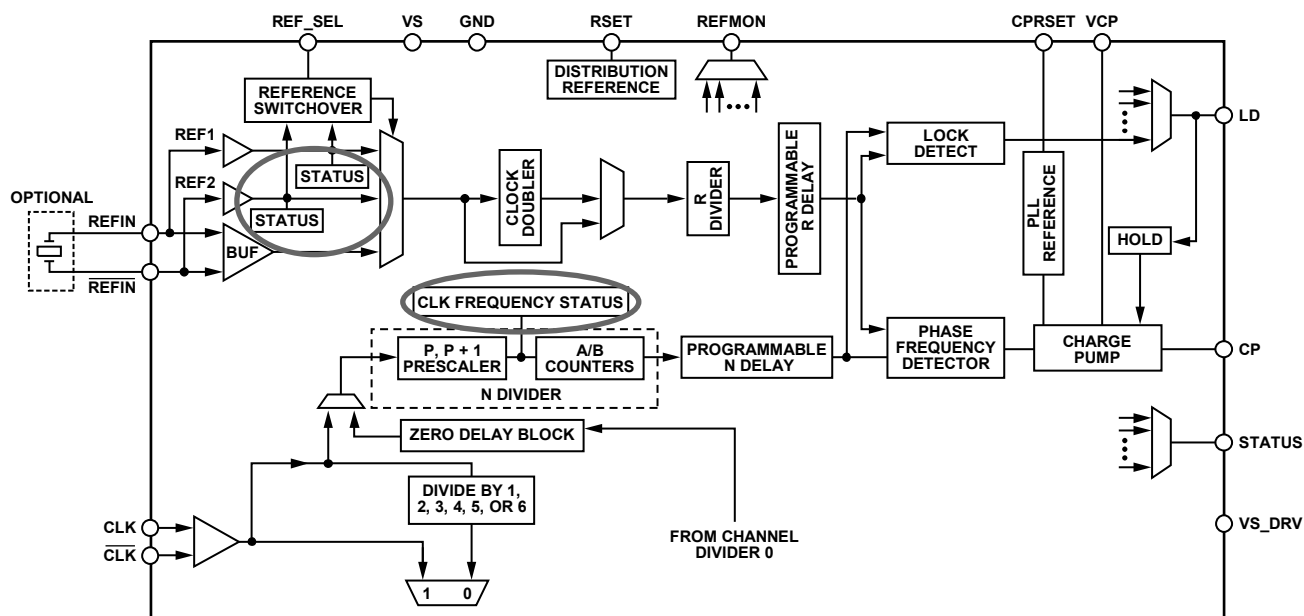 REF_SEL
VS
GND
RSET
REFMON
CPRSET
VCP
REFERENCE
SWITCHOVER
DISTRIBUTION
REFERENCE
REF1
REF2
STATUS
STATUS
BUF
OPTIONAL
REFIN
REFIN
CLOCK
DOUBLER
R
DIVIDER
PROGRAMMABLE
R DELAY
LOCK
DETECT
PLL
REFERENCE
LD
HOLD
CLK FREQUENCY STATUS
P, P + 1
PRESCALER
A/B
COUNTERS
N DIVIDER
PROGRAMMABLE
N DELAY
PHASE
FREQUENCY
DETECTOR
CHARGE
PUMP
CP
ZERO DELAY BLOCK
STATUS
DIVIDE BY 1,
2, 3, 4, 5, OR 6
CLK
CLK
FROM CHANNEL
DIVIDER 0
VS_DRV
1 0